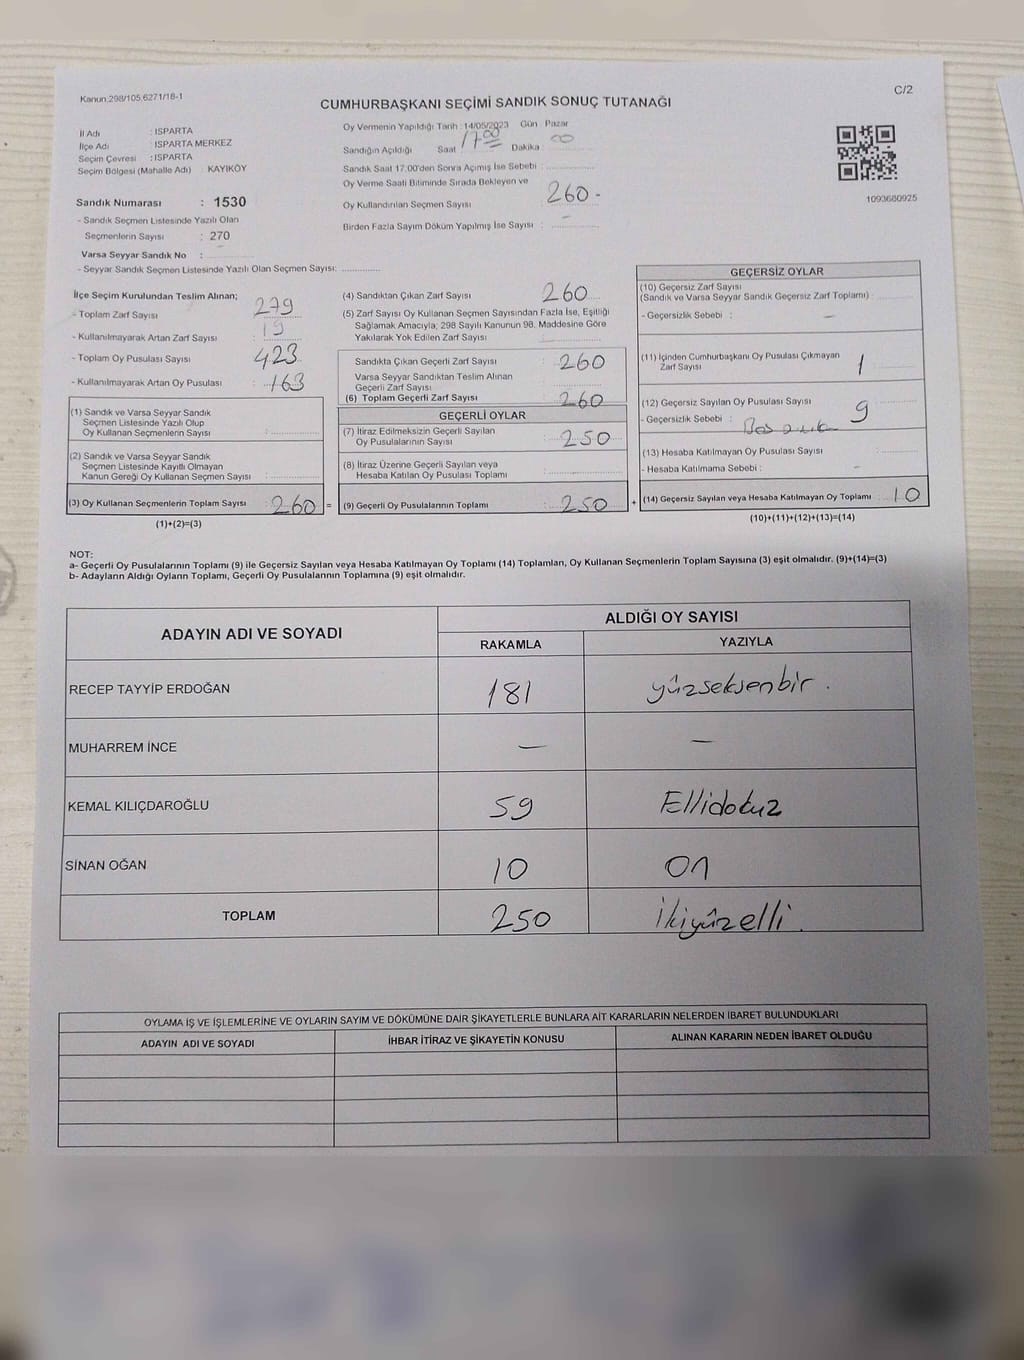 Kanun:298/105,6271/18-1
C/2
CUMHURBAŞKANI SEÇİMİ SANDIK SONUÇ TUTANAĞI
İl Adı : ISPARTA
İlçe Adı : ISPARTA MERKEZ
Seçim Çevresi : ISPARTA
Seçim Bölgesi (Mahalle Adı) : KAYIKÖY
Sandık Numarası : 1530
- Sandık Seçmen Listesinde Yazılı Olan
Seçmenlerin Sayısı : 270
Varsa Seyyar Sandık No :
- Seyyar Sandık Seçmen Listesinde Yazılı Olan Seçmen Sayısı:
Oy Vermenin Yapıldığı Tarih : 14/05/2023 Gün Pazar
Sandığın Açıldığı Saat 17 00 Dakika 00
Sandık Saat 17.00'den Sonra Açılmış İse Sebebi :
Oy Verme Saati Bitiminde Sırada Bekleyen ve
Oy Kullandırılan Seçmen Sayısı : 260 -
Birden Fazla Sayım Döküm Yapılmış İse Sayısı : -
1093680925
İlçe Seçim Kurulundan Teslim Alınan;
- Toplam Zarf Sayısı : 279
- Kullanılmayarak Artan Zarf Sayısı : 19
- Toplam Oy Pusulası Sayısı : 423
- Kullanılmayarak Artan Oy Pusulası : 163
(1) Sandık ve Varsa Seyyar Sandık
Seçmen Listesinde Yazılı Olup
Oy Kullanan Seçmenlerin Sayısı :
(2) Sandık ve Varsa Seyyar Sandık
Seçmen Listesinde Kayıtlı Olmayan
Kanun Gereği Oy Kullanan Seçmen Sayısı :
(3) Oy Kullanan Seçmenlerin Toplam Sayısı : 260 =
(1)+(2)=(3)
(4) Sandıktan Çıkan Zarf Sayısı : 260
(5) Zarf Sayısı Oy Kullanan Seçmen Sayısından Fazla İse, Eşitliği
Sağlamak Amacıyla; 298 Sayılı Kanunun 98. Maddesine Göre
Yakılarak Yok Edilen Zarf Sayısı :
Sandıkta Çıkan Geçerli Zarf Sayısı : 260
Varsa Seyyar Sandıktan Teslim Alınan
Geçerli Zarf Sayısı :
(6) Toplam Geçerli Zarf Sayısı : 260
GEÇERLİ OYLAR
(7) İtiraz Edilmeksizin Geçerli Sayılan
Oy Pusulalarının Sayısı : 250
(8) İtiraz Üzerine Geçerli Sayılan veya
Hesaba Katılan Oy Pusulası Toplamı :
(9) Geçerli Oy Pusulalarının Toplamı : 250 +
GEÇERSİZ OYLAR
(10) Geçersiz Zarf Sayısı
(Sandık ve Varsa Seyyar Sandık Geçersiz Zarf Toplamı) :
- Geçersizlik Sebebi : -
(11) İçinden Cumhurbaşkanı Oy Pusulası Çıkmayan
Zarf Sayısı : 1
(12) Geçersiz Sayılan Oy Pusulası Sayısı : 9
- Geçersizlik Sebebi :
(13) Hesaba Katılmayan Oy Pusulası Sayısı :
- Hesaba Katılmama Sebebi : -
(14) Geçersiz Sayılan veya Hesaba Katılmayan Oy Toplamı : 10
(10)+(11)+(12)+(13)=(14)
NOT:
a- Geçerli Oy Pusulalarının Toplamı (9) ile Geçersiz Sayılan veya Hesaba Katılmayan Oy Toplamı (14) Toplamları, Oy Kullanan Seçmenlerin Toplam Sayısına (3) eşit olmalıdır. (9)+(14)=(3)
b- Adayların Aldığı Oyların Toplamı, Geçerli Oy Pusulalarının Toplamına (9) eşit olmalıdır.
ADAYIN ADI VE SOYADI ALDIĞI OY SAYISI
RAKAMLA YAZIYLA
RECEP TAYYİP ERDOĞAN 181 yüzseksenbir .
MUHARREM İNCE - -
KEMAL KILIÇDAROĞLU 59 Ellidokuz
SİNAN OĞAN 10 on
TOPLAM 250 ikiyüzelli .
OYLAMA İŞ VE İŞLEMLERİNE VE OYLARIN SAYIM VE DÖKÜMÜNE DAİR ŞİKAYETLERLE BUNLARA AİT KARARLARIN NELERDEN İBARET BULUNDUKLARI
ADAYIN ADI VE SOYADI İHBAR İTİRAZ VE ŞİKAYETİN KONUSU ALINAN KARARIN NEDEN İBARET OLDUĞU